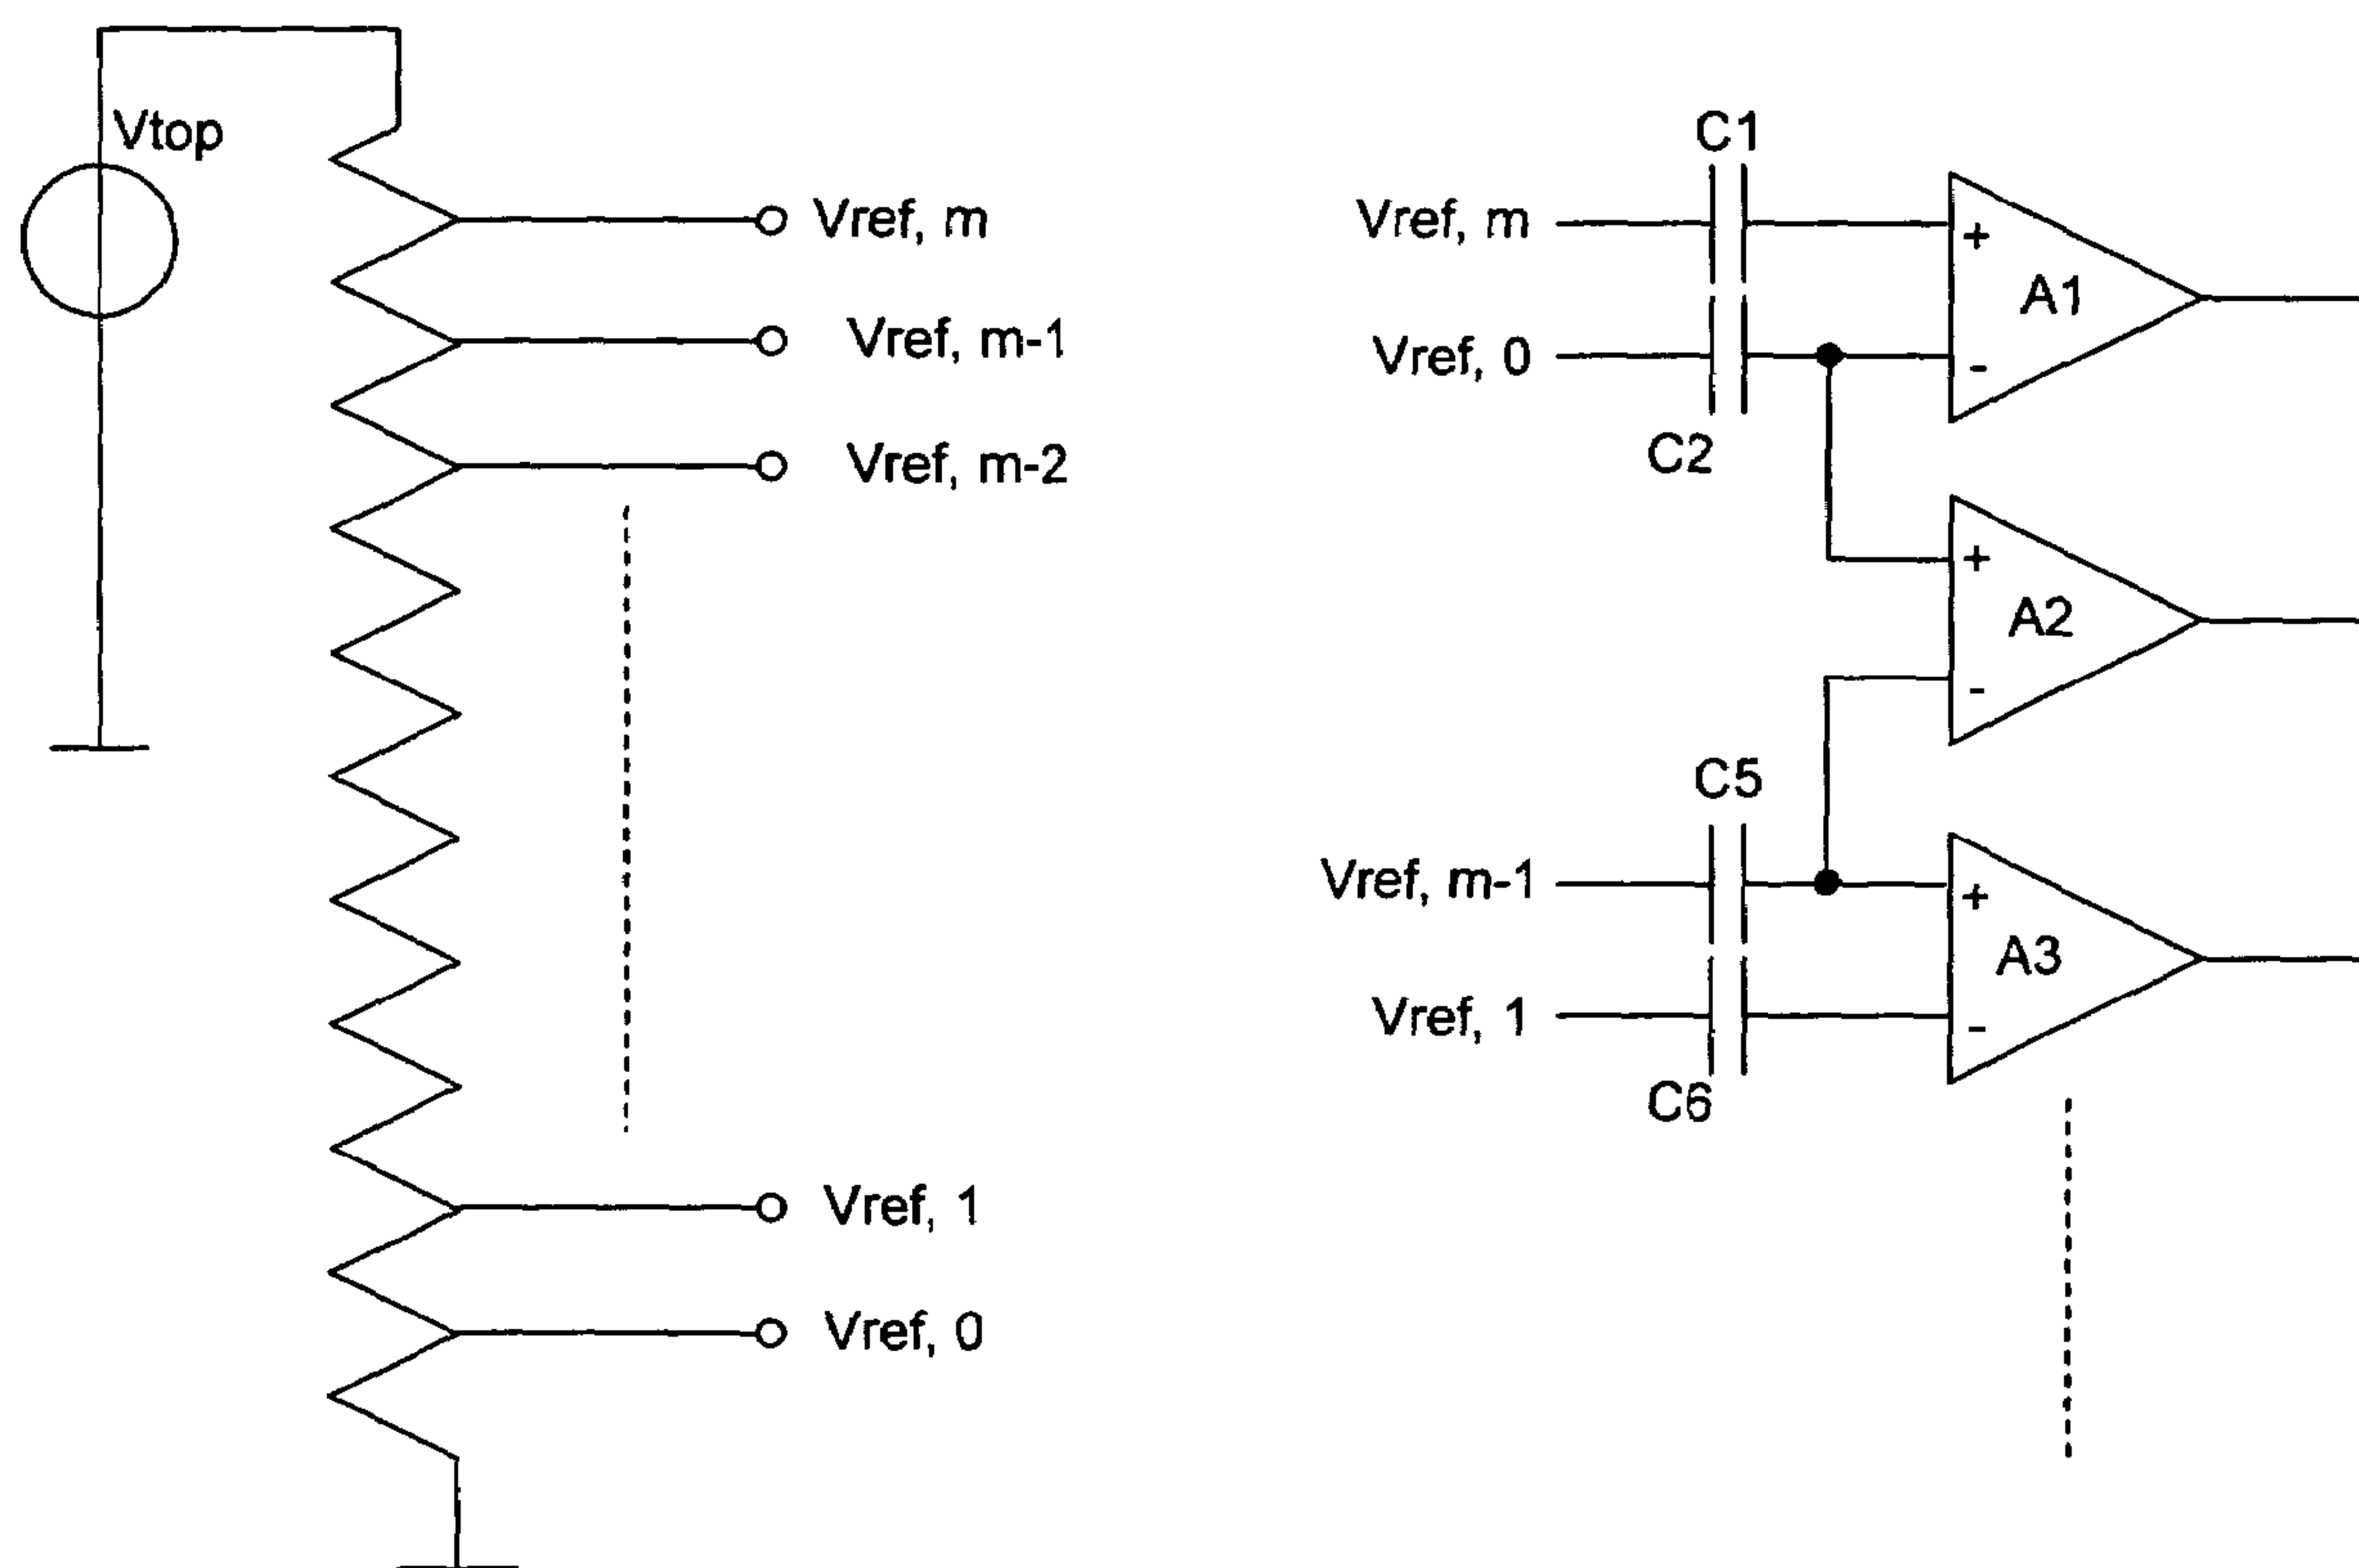 Vtop
Vref, m
Vref, m-1
Vref, m-2
Vref, 1
Vref, 0
C1
Vref, m
+
A1
Vref, 0
-
C2
+
A2
-
C5
Vref, m-1
+
A3
Vref, 1
-
C6